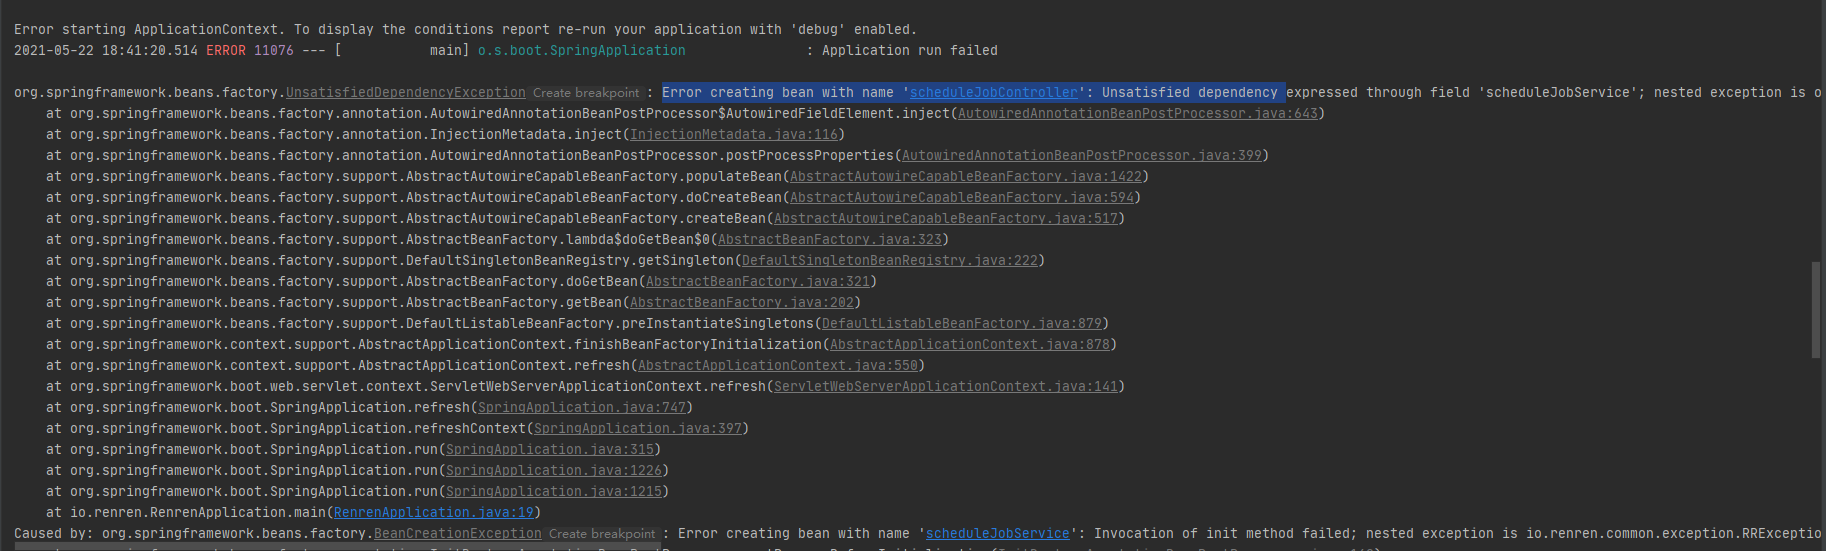 Error starting ApplicationContext. To display the conditions report re-run your application with 'debug' enabled.
2021-05-22 18:41:20.514 ERROR 11076 --- [           main] o.s.boot.SpringApplication               : Application run failed
org.springframework.beans.factory.UnsatisfiedDependencyException Create breakpoint : Error creating bean with name 'scheduleJobController': Unsatisfied dependency expressed through field 'scheduleJobService'; nested exception is o
    at org.springframework.beans.factory.annotation.AutowiredAnnotationBeanPostProcessor$AutowiredFieldElement.inject(AutowiredAnnotationBeanPostProcessor.java:643)
    at org.springframework.beans.factory.annotation.InjectionMetadata.inject(InjectionMetadata.java:116)
    at org.springframework.beans.factory.annotation.AutowiredAnnotationBeanPostProcessor.postProcessProperties(AutowiredAnnotationBeanPostProcessor.java:399)
    at org.springframework.beans.factory.support.AbstractAutowireCapableBeanFactory.populateBean(AbstractAutowireCapableBeanFactory.java:1422)
    at org.springframework.beans.factory.support.AbstractAutowireCapableBeanFactory.doCreateBean(AbstractAutowireCapableBeanFactory.java:594)
    at org.springframework.beans.factory.support.AbstractAutowireCapableBeanFactory.createBean(AbstractAutowireCapableBeanFactory.java:517)
    at org.springframework.beans.factory.support.AbstractBeanFactory.lambda$doGetBean$0(AbstractBeanFactory.java:323)
    at org.springframework.beans.factory.support.DefaultSingletonBeanRegistry.getSingleton(DefaultSingletonBeanRegistry.java:222)
    at org.springframework.beans.factory.support.AbstractBeanFactory.doGetBean(AbstractBeanFactory.java:321)
    at org.springframework.beans.factory.support.AbstractBeanFactory.getBean(AbstractBeanFactory.java:202)
    at org.springframework.beans.factory.support.DefaultListableBeanFactory.preInstantiateSingletons(DefaultListableBeanFactory.java:879)
    at org.springframework.context.support.AbstractApplicationContext.finishBeanFactoryInitialization(AbstractApplicationContext.java:878)
    at org.springframework.context.support.AbstractApplicationContext.refresh(AbstractApplicationContext.java:550)
    at org.springframework.boot.web.servlet.context.ServletWebServerApplicationContext.refresh(ServletWebServerApplicationContext.java:141)
    at org.springframework.boot.SpringApplication.refresh(SpringApplication.java:747)
    at org.springframework.boot.SpringApplication.refreshContext(SpringApplication.java:397)
    at org.springframework.boot.SpringApplication.run(SpringApplication.java:315)
    at org.springframework.boot.SpringApplication.run(SpringApplication.java:1226)
    at org.springframework.boot.SpringApplication.run(SpringApplication.java:1215)
    at io.renren.RenrenApplication.main(RenrenApplication.java:19)
Caused by: org.springframework.beans.factory.BeanCreationException Create breakpoint : Error creating bean with name 'scheduleJobService': Invocation of init method failed; nested exception is io.renren.common.exception.RRExceptio